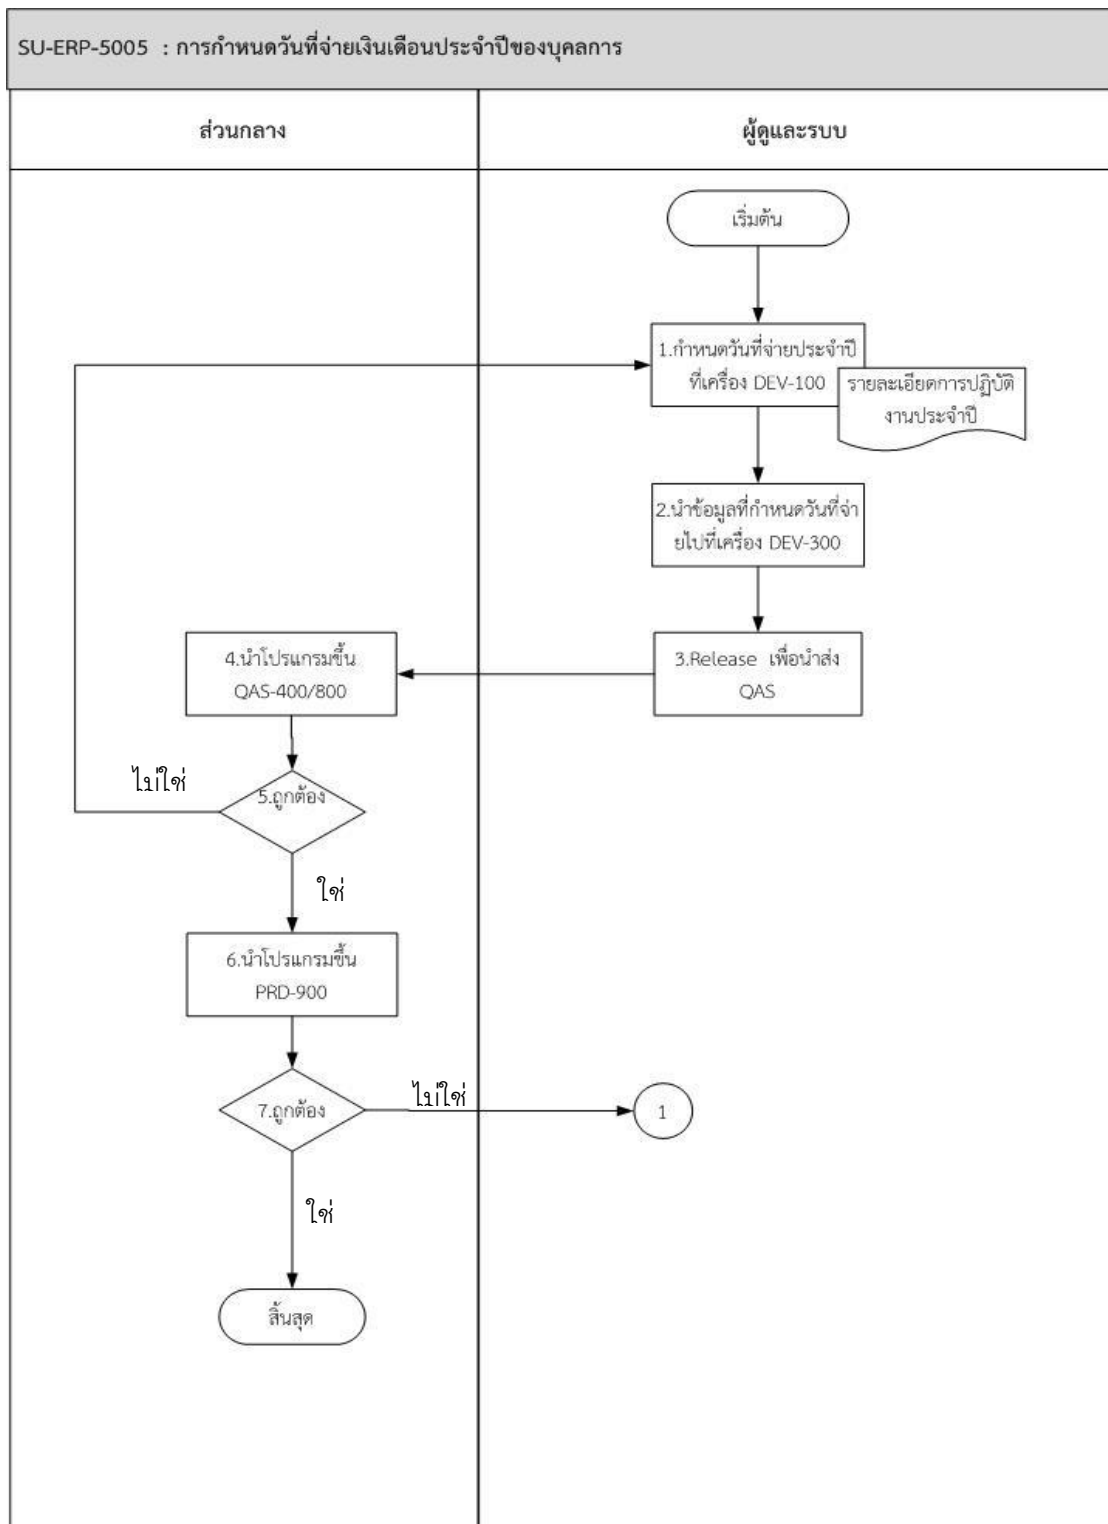 SU-ERP-5005 : การกำหนดวันที่จ่ายเงินเดือนประจำปีของบุคลการ
ส่วนกลาง
ผู้ดูและรบบ
เริ่มต้น
1.กำหนดวันที่จ่ายประจำปี
ที่เครื่อง DEV-100
รายละเอียดการปฏิบัติ
งานประจำปี
2.นำข้อมูลที่กำหนดวันที่จ่า
ยไปที่เครื่อง DEV-300
3.Release เพื่อนำส่ง
QAS
4.นำโปรแกรมขึ้น
QAS-400/800
ไม่ใช่
5.ถูกต้อง
ใช่
6.นำโปรแกรมขึ้น
PRD-900
7.ถูกต้อง
ไม่ใช่
1
ใช่
สิ้นสุด